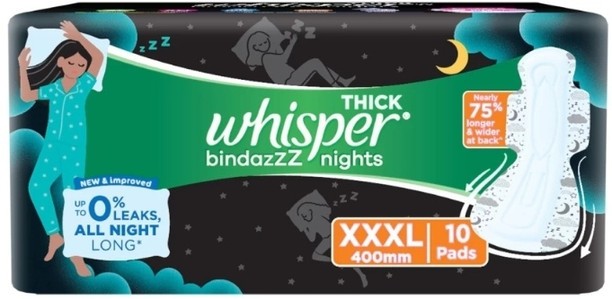 z z z
THICK
whisper®
bindazzZ nights
Nearly
75%
longer
& wider
at back^
NEW & improved
UP TO 0%
LEAKS,
ALL NIGHT
LONG*
z z z
XXXL
400mm
10
Pads